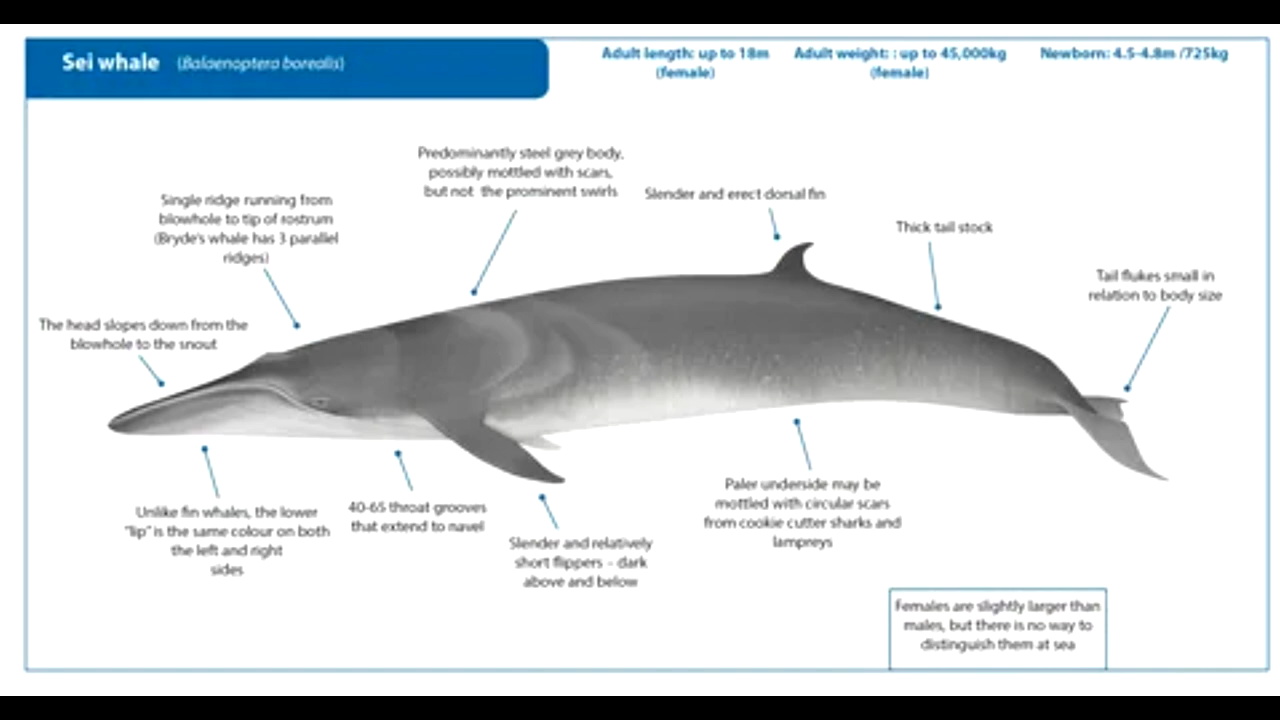 Sei whale (Balaenoptera borealis)
Adult length: up to 18m
(female)
Adult weight: : up to 45,000kg
(female)
Newborn: 4.5-4.8m /725kg
Predominantly steel grey body,
possibly mottled with scars,
but not the prominent swirls
Slender and erect dorsal fin
Single ridge running from
blowhole to tip of rostrum
(Bryde's whale has 3 parallel
ridges)
Thick tail stock
Tail flukes small in
relation to body size
The head slopes down from the
blowhole to the snout
Unlike fin whales, the lower
"lip" is the same colour on both
the left and right
sides
40-65 throat grooves
that extend to navel
Slender and relatively
short flippers - dark
above and below
Paler underside may be
mottled with circular scars
from cookie cutter sharks and
lampreys
Females are slightly larger than
males, but there is no way to
distinguish them at sea